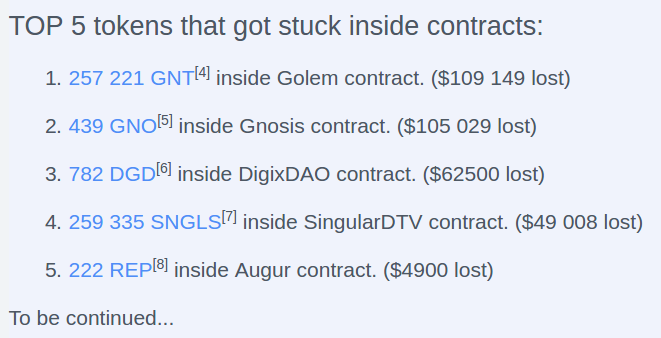 TOP 5 tokens that got stuck inside contracts:
1. 257 221 GNT[4] inside Golem contract. ($109 149 lost)
2. 439 GNO[5] inside Gnosis contract. ($105 029 lost)
3. 782 DGD[6] inside DigixDAO contract. ($62500 lost)
4. 259 335 SNGLS[7] inside SingularDTV contract. ($49 008 lost)
5. 222 REP[8] inside Augur contract. ($4900 lost)
To be continued...